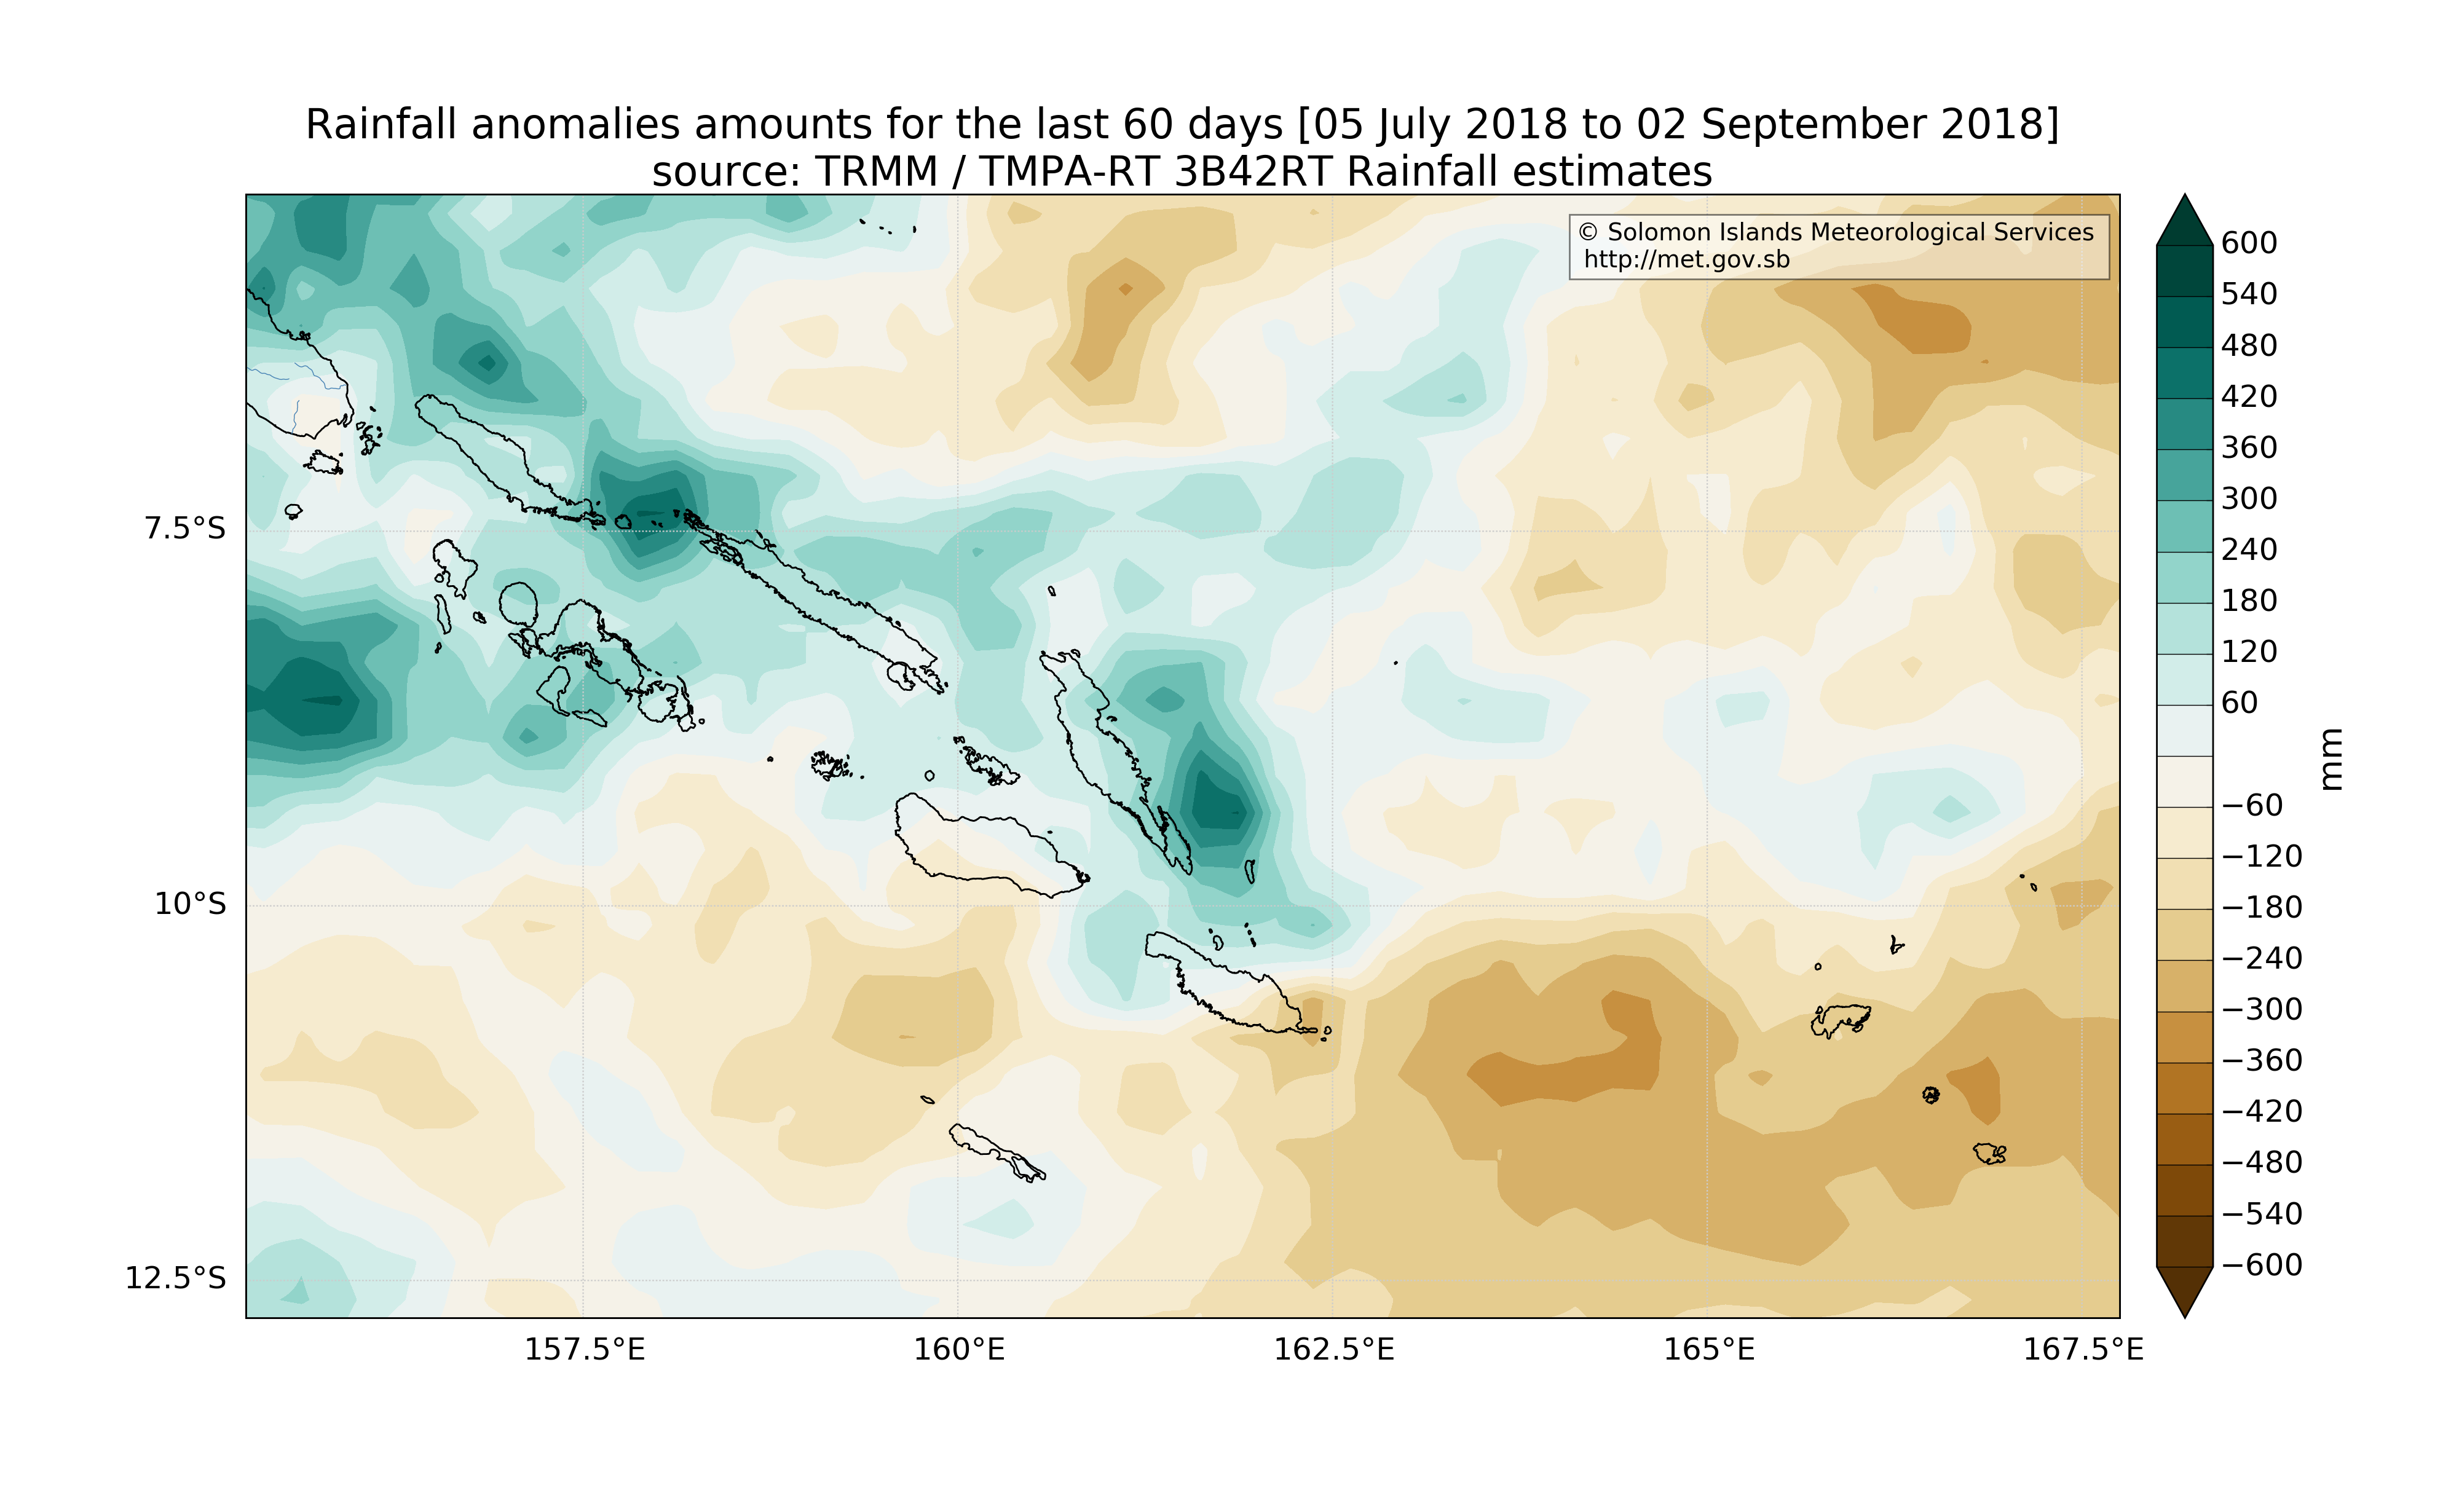 Rainfall anomalies amounts for the last 60 days [05 July 2018 to 02 September 2018]
source: TRMM / TMPA-RT 3B42RT Rainfall estimates
© Solomon Islands Meteorological Services
http://met.gov.sb
7.5°S
10°S
12.5°S
157.5°E
160°E
162.5°E
165°E
167.5°E
600
540
480
420
360
300
240
180
120
60
−60
−120
−180
−240
−300
−360
−420
−480
−540
−600
mm